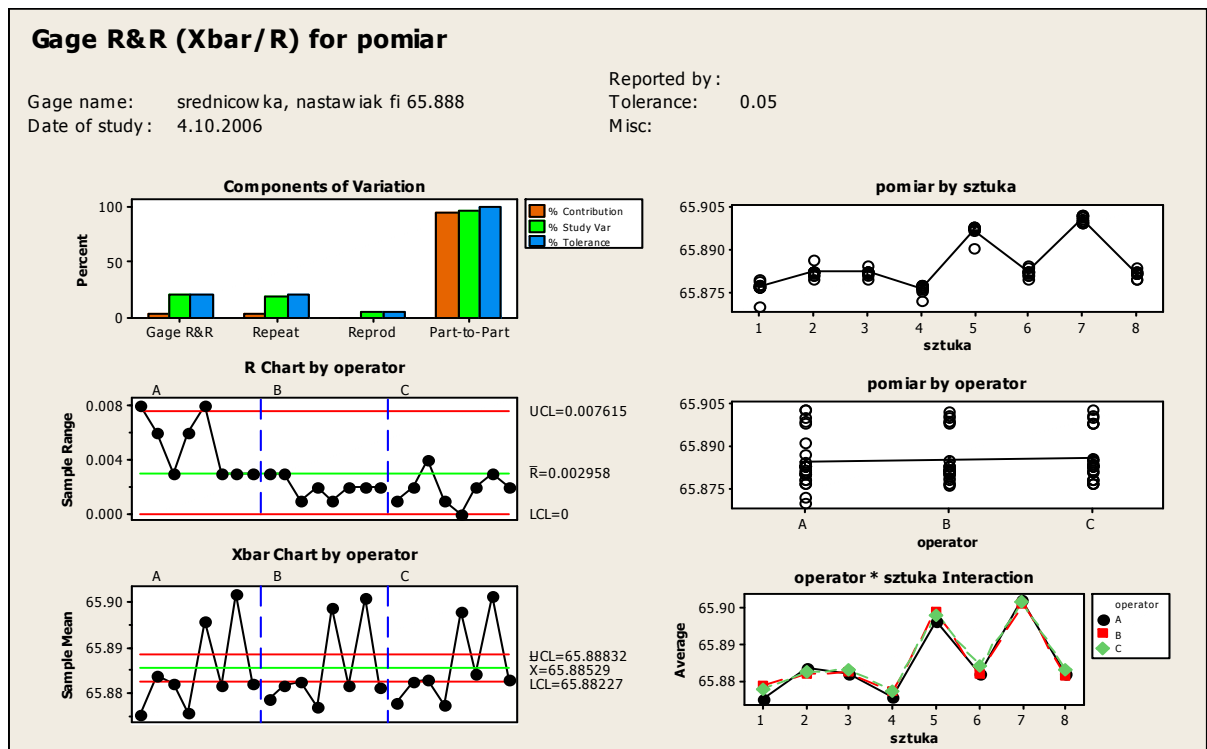 Gage R&R (Xbar/R) for pomiar
Reported by:
Gage name: srednicowka, nastawiak fi 65.888
Tolerance: 0.05
Date of study: 4.10.2006
Misc:
Components of Variation
100
50
0
Percent
Gage R&R Repeat Reprod Part-to-Part
% Contribution
% Study Var
% Tolerance
R Chart by operator
A B C
0.008
0.004
0.000
Sample Range
UCL=0.007615
R=0.002958
LCL=0
Xbar Chart by operator
A B C
65.90
65.89
65.88
Sample Mean
UCL=65.88832
X=65.88529
LCL=65.88227
pomiar by sztuka
65.905
65.890
65.875
1 2 3 4 5 6 7 8
sztuka
pomiar by operator
65.905
65.890
65.875
A B C
operator
operator * sztuka Interaction
65.90
65.89
65.88
Average
1 2 3 4 5 6 7 8
sztuka
operator
A
B
C